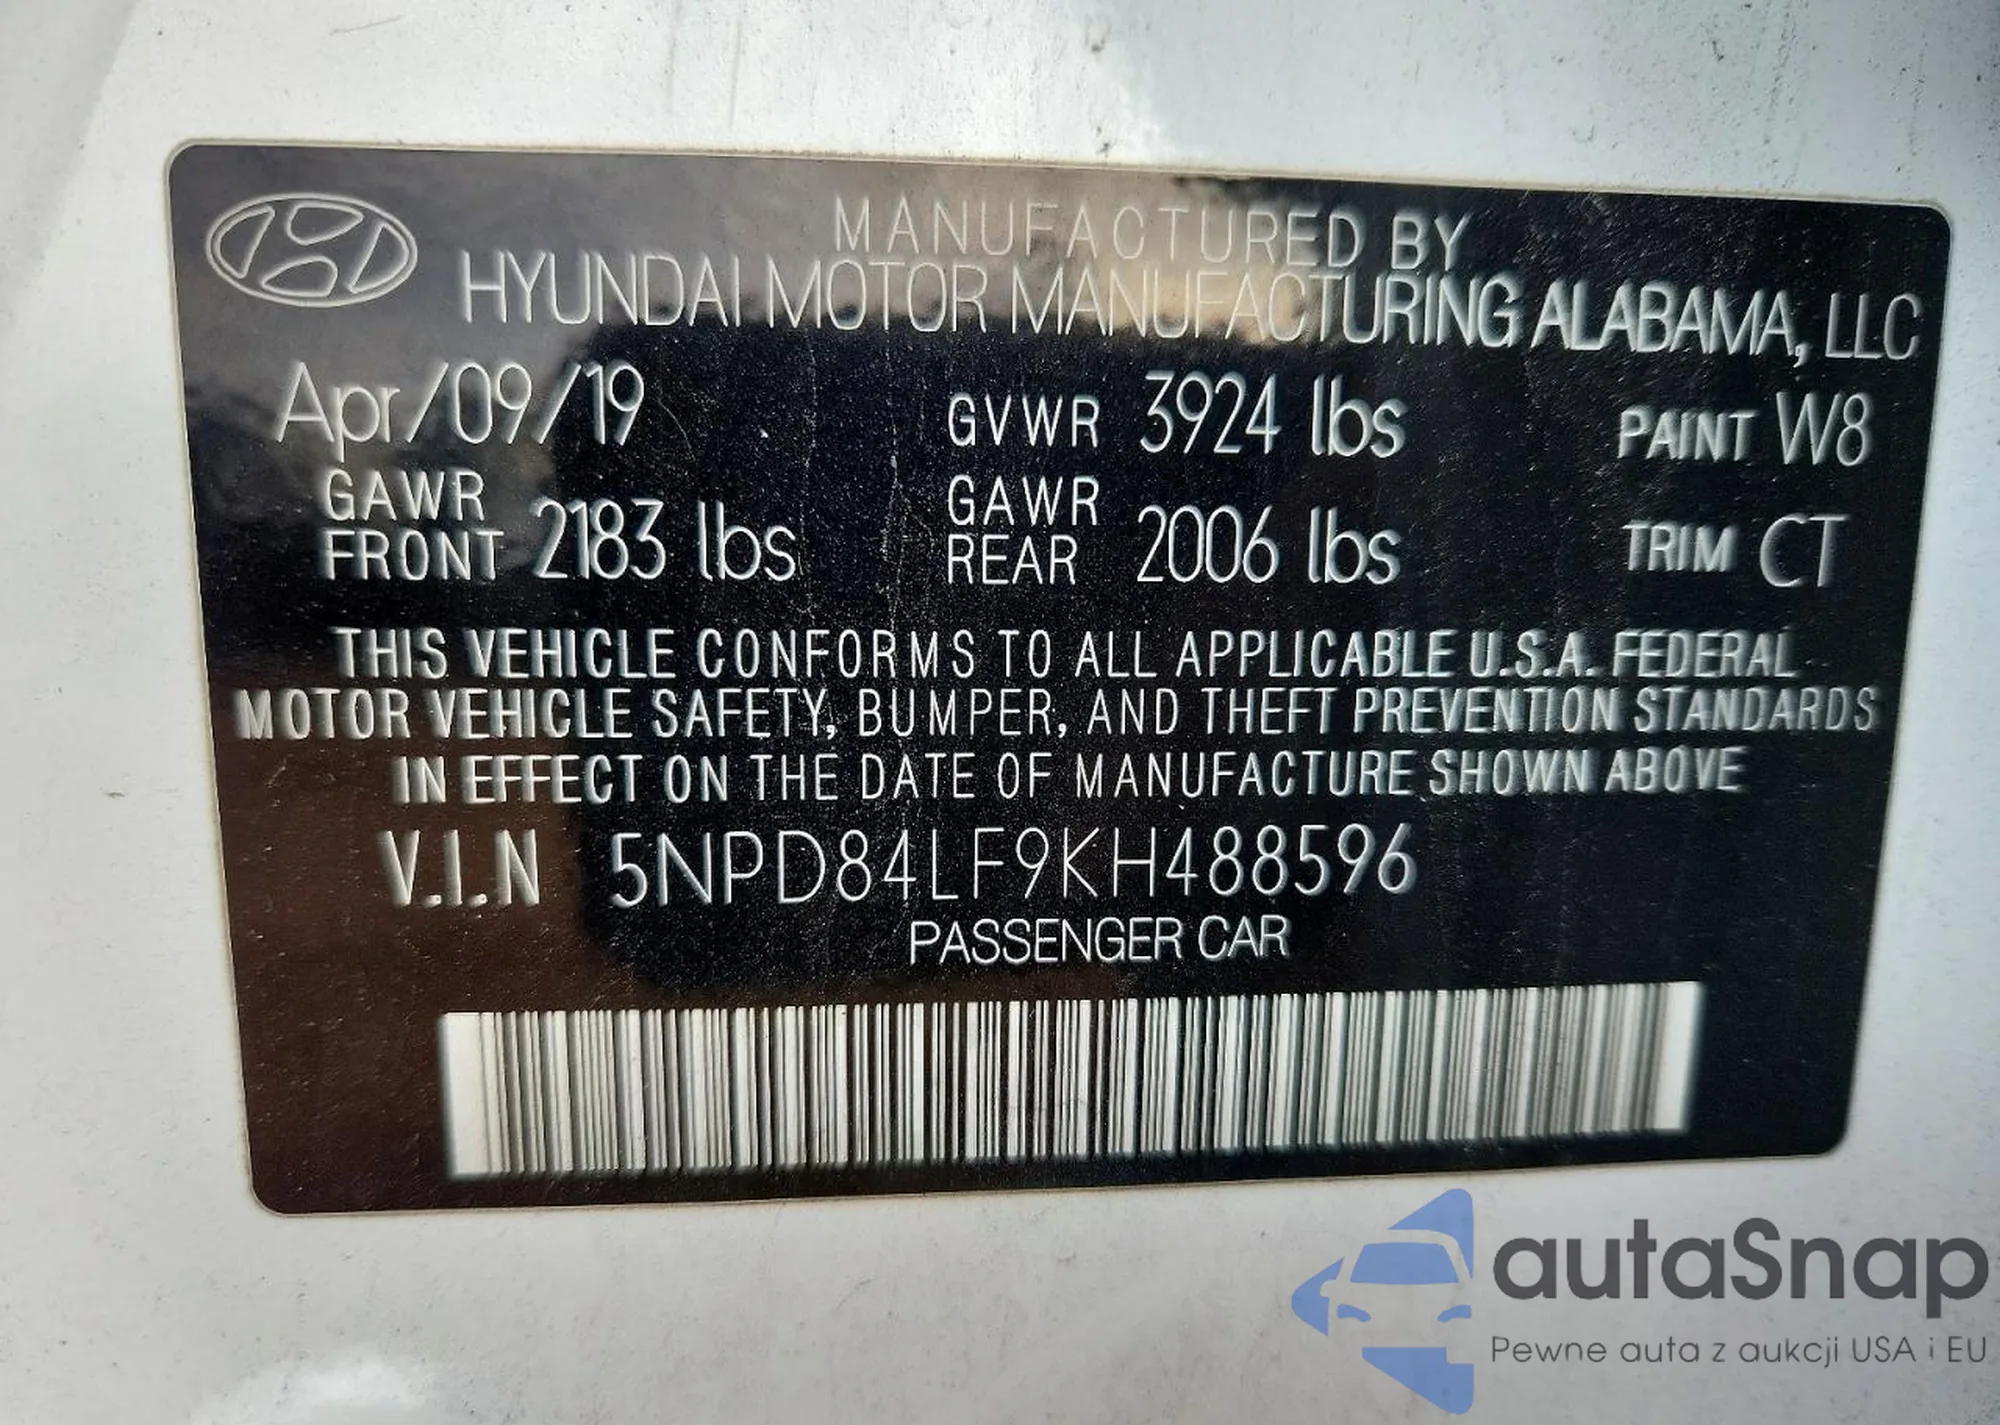 MANUFACTURED BY
HYUNDAI MOTOR MANUFACTURING ALABAMA, LLC
Apr/09/19 GVWR 3924 lbs PAINT W8
GAWR FRONT 2183 lbs GAWR REAR 2006 lbs TRIM CT
THIS VEHICLE CONFORMS TO ALL APPLICABLE U.S.A. FEDERAL
MOTOR VEHICLE SAFETY, BUMPER, AND THEFT PREVENTION STANDARDS
IN EFFECT ON THE DATE OF MANUFACTURE SHOWN ABOVE
V.I.N 5NPD84LF9KH488596
PASSENGER CAR
autaSnap
Pewne auta z aukcji USA i EU